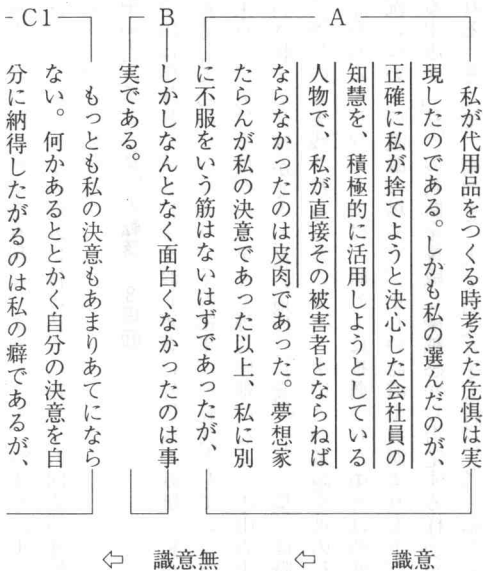 A
B
C1
私が代用品をつくる時考えた危惧は実
現したのである。しかも私の選んだのが、
正確に私が捨てようと決心した会社員の
知慧を、積極的に活用しようとしている
人物で、私が直接その被害者とならねば
ならなかったのは皮肉であった。夢想家
たらんが私の決意であった以上、私に別
に不服をいう筋はないはずであったが、
しかしなんとなく面白くなかったのは事
実である。
もっとも私の決意もあまりあてになら
ない。何かあるととかく自分の決意を自
分に納得したがるのは私の癖であるが、
意識
⇦
無意識
⇦